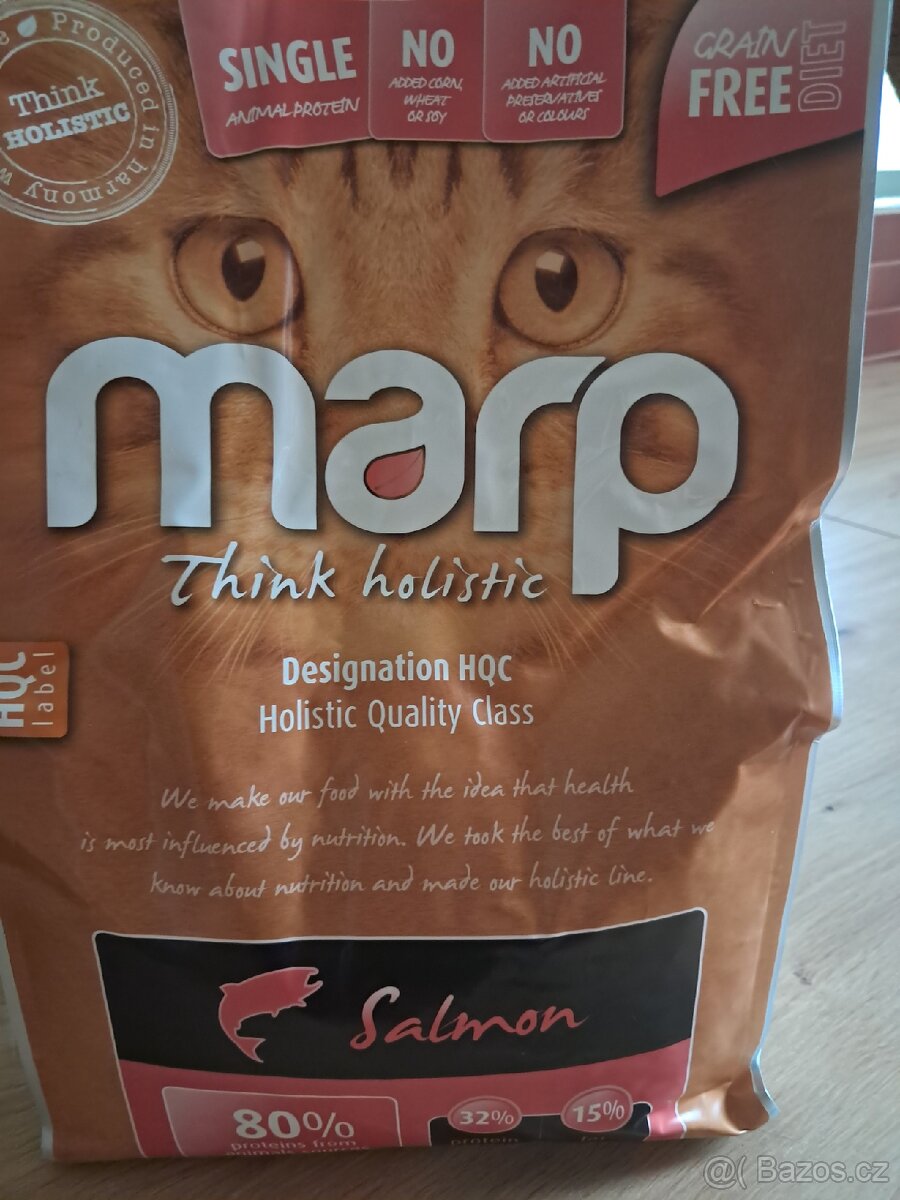 Produced in harmony w
Think
HOLISTIC
SINGLE
ANIMAL PROTEIN
NO
ADDED CORN,
WHEAT
OR SOY
NO
ADDED ARTIFICIAL
PRESERVATIVES
OR COLOURS
GRAIN
FREE
DIET
marp
Think holistic
HQC
label
Designation HQC
Holistic Quality Class
We make our food with the idea that health
is most influenced by nutrition. We took the best of what we
know about nutrition and made our holistic line.
Salmon
80%
proteins from
32%
protein
15%
@( Bazos.cz